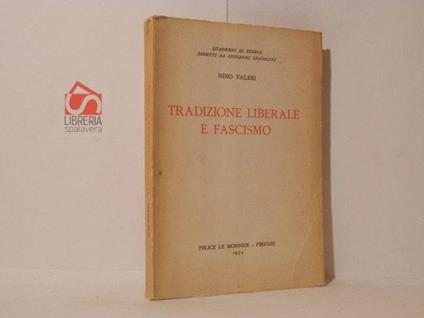 QUADERNI DI STORIA
DIRETTI DA GIOVANNI SPADOLINI
NINO VALERI
TRADIZIONE LIBERALE
E FASCISMO
FELICE LE MONNIER - FIRENZE
LIBRERIA
spalavera